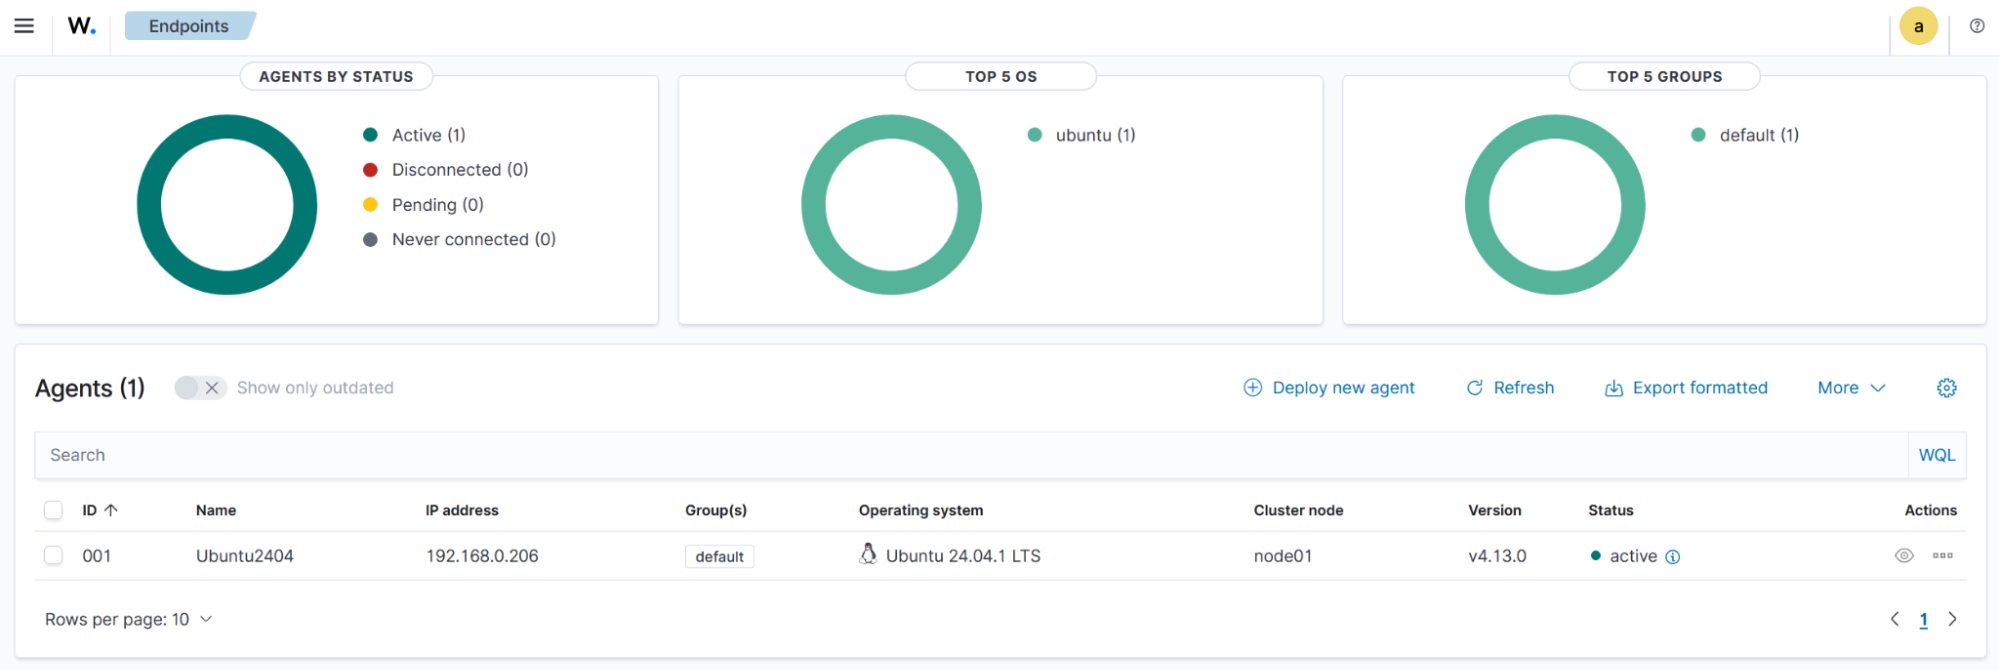 W. Endpoints a
AGENTS BY STATUS
Active (1)
Disconnected (0)
Pending (0)
Never connected (0)
TOP 5 OS
ubuntu (1)
TOP 5 GROUPS
default (1)
Agents (1) Show only outdated Deploy new agent Refresh Export formatted More
Search WQL
ID Name IP address Group(s) Operating system Cluster node Version Status Actions
001 Ubuntu2404 192.168.0.206 default Ubuntu 24.04.1 LTS node01 v4.13.0 active
Rows per page: 10 1